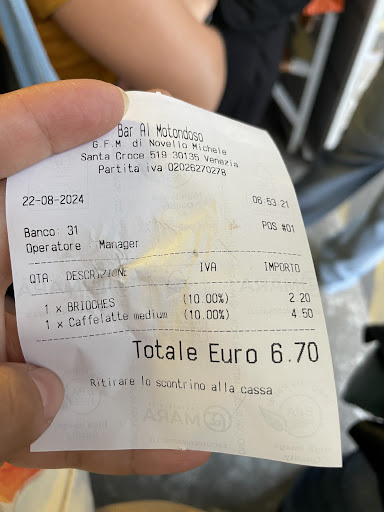 Bar Al Motondoso
G.F.M. di Novello Michele
Santa Croce 519 30135 Venezia
Partita iva 02026270278
22-08-2024 06:53 21
Banco: 31 POS #01
Operatore : Manager
QTA DESCRIZIONE IVA IMPORTO
1 x BRIOCHES (10.00%) 2.20
1 x Caffelatte medium (10.00%) 4.50
Totale Euro 6.70
Ritirare lo scontrino alla cassa
MARA